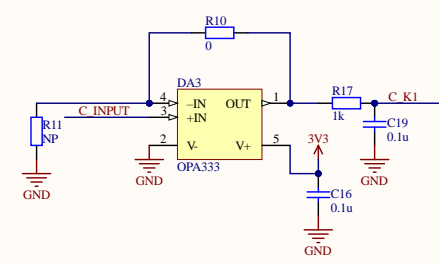 R10
0
DA3
4
–IN
OUT
1
C_INPUT
3
+IN
R11
NP
R17
1k
C_K1
C19
0.1u
2
V-
V+
5
3V3
OPA333
GND
GND
GND
C16
0.1u
GND